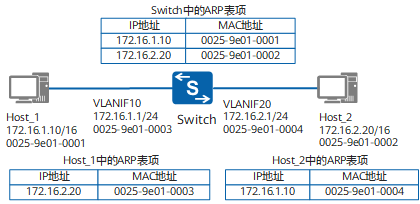 Switch中的ARP表项
IP地址 MAC地址
172.16.1.10 0025-9e01-0001
172.16.2.20 0025-9e01-0002
Host_1
172.16.1.10/16
0025-9e01-0001
VLANIF10
172.16.1.1/24
0025-9e01-0003
S
Switch
VLANIF20
172.16.2.1/24
0025-9e01-0004
Host_2
172.16.2.20/16
0025-9e01-0002
Host_1中的ARP表项
IP地址 MAC地址
172.16.2.20 0025-9e01-0003
Host_2中的ARP表项
IP地址 MAC地址
172.16.1.10 0025-9e01-0004